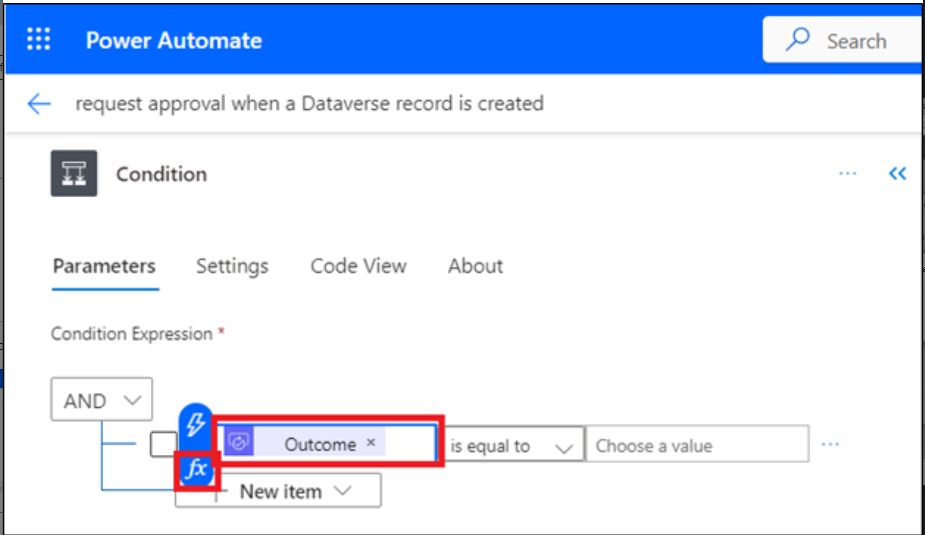 Power Automate
Search
request approval when a Dataverse record is created
Condition
Parameters Settings Code View About
Condition Expression *
AND
Outcome × is equal to Choose a value
fx
+ New item